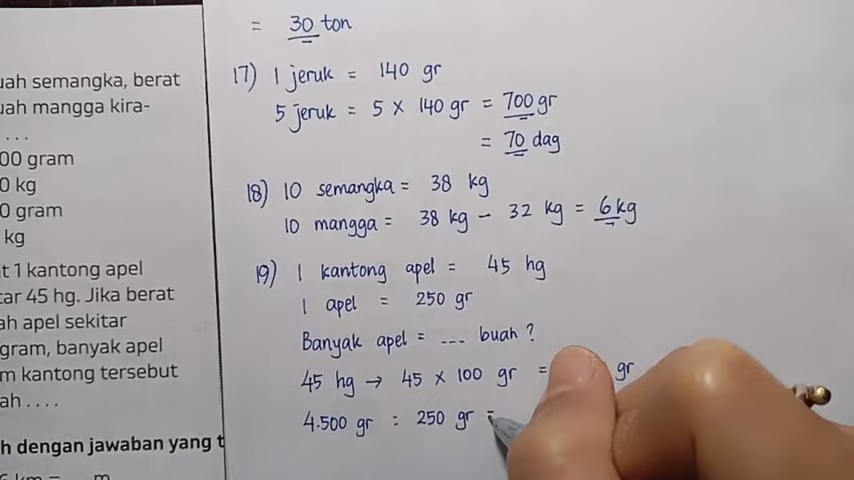 = 30 ton
17) 1 jeruk = 140 gr
5 jeruk = 5 × 140 gr = 700 gr
= 70 dag
18) 10 semangka = 38 kg
10 mangga = 38 kg - 32 kg = 6 kg
19) 1 kantong apel = 45 hg
1 apel = 250 gr
Banyak apel = --- buah ?
45 hg → 45 × 100 gr = gr
4.500 gr : 250 gr =
uah semangka, berat
uah mangga kira-
. . .
00 gram
0 kg
0 gram
kg
t 1 kantong apel
tar 45 hg. Jika berat
ah apel sekitar
gram, banyak apel
m kantong tersebut
ah . . . .
h dengan jawaban yang t